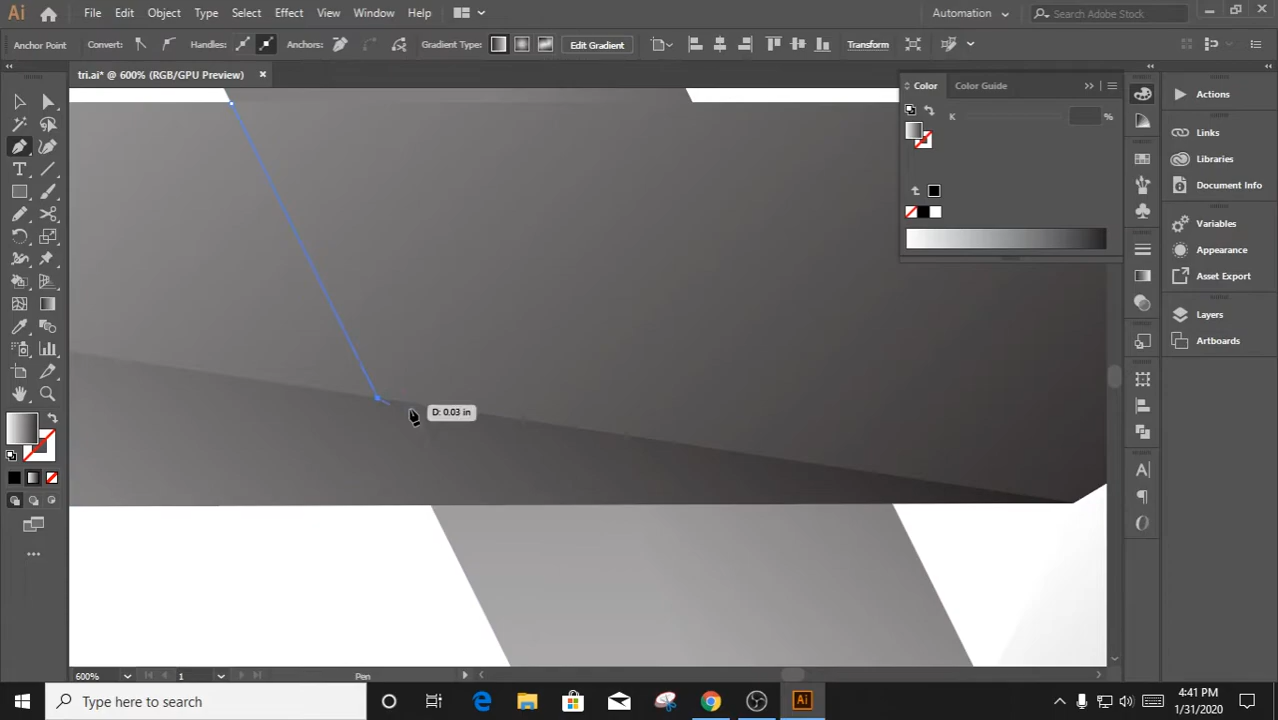 Ai File Edit Object Type Select Effect View Window Help Automation Search Adobe Stock
Anchor Point Convert: Handles: Anchors: Gradient Type: Edit Gradient Transform
tri.ai* @ 600% (RGB/GPU Preview)
Color Color Guide
K %
Actions
Links
Libraries
Document Info
Variables
Appearance
Asset Export
Layers
Artboards
D: 0.03 in
600% 1 Pen
Type here to search
Ai
4:41 PM
1/31/2020